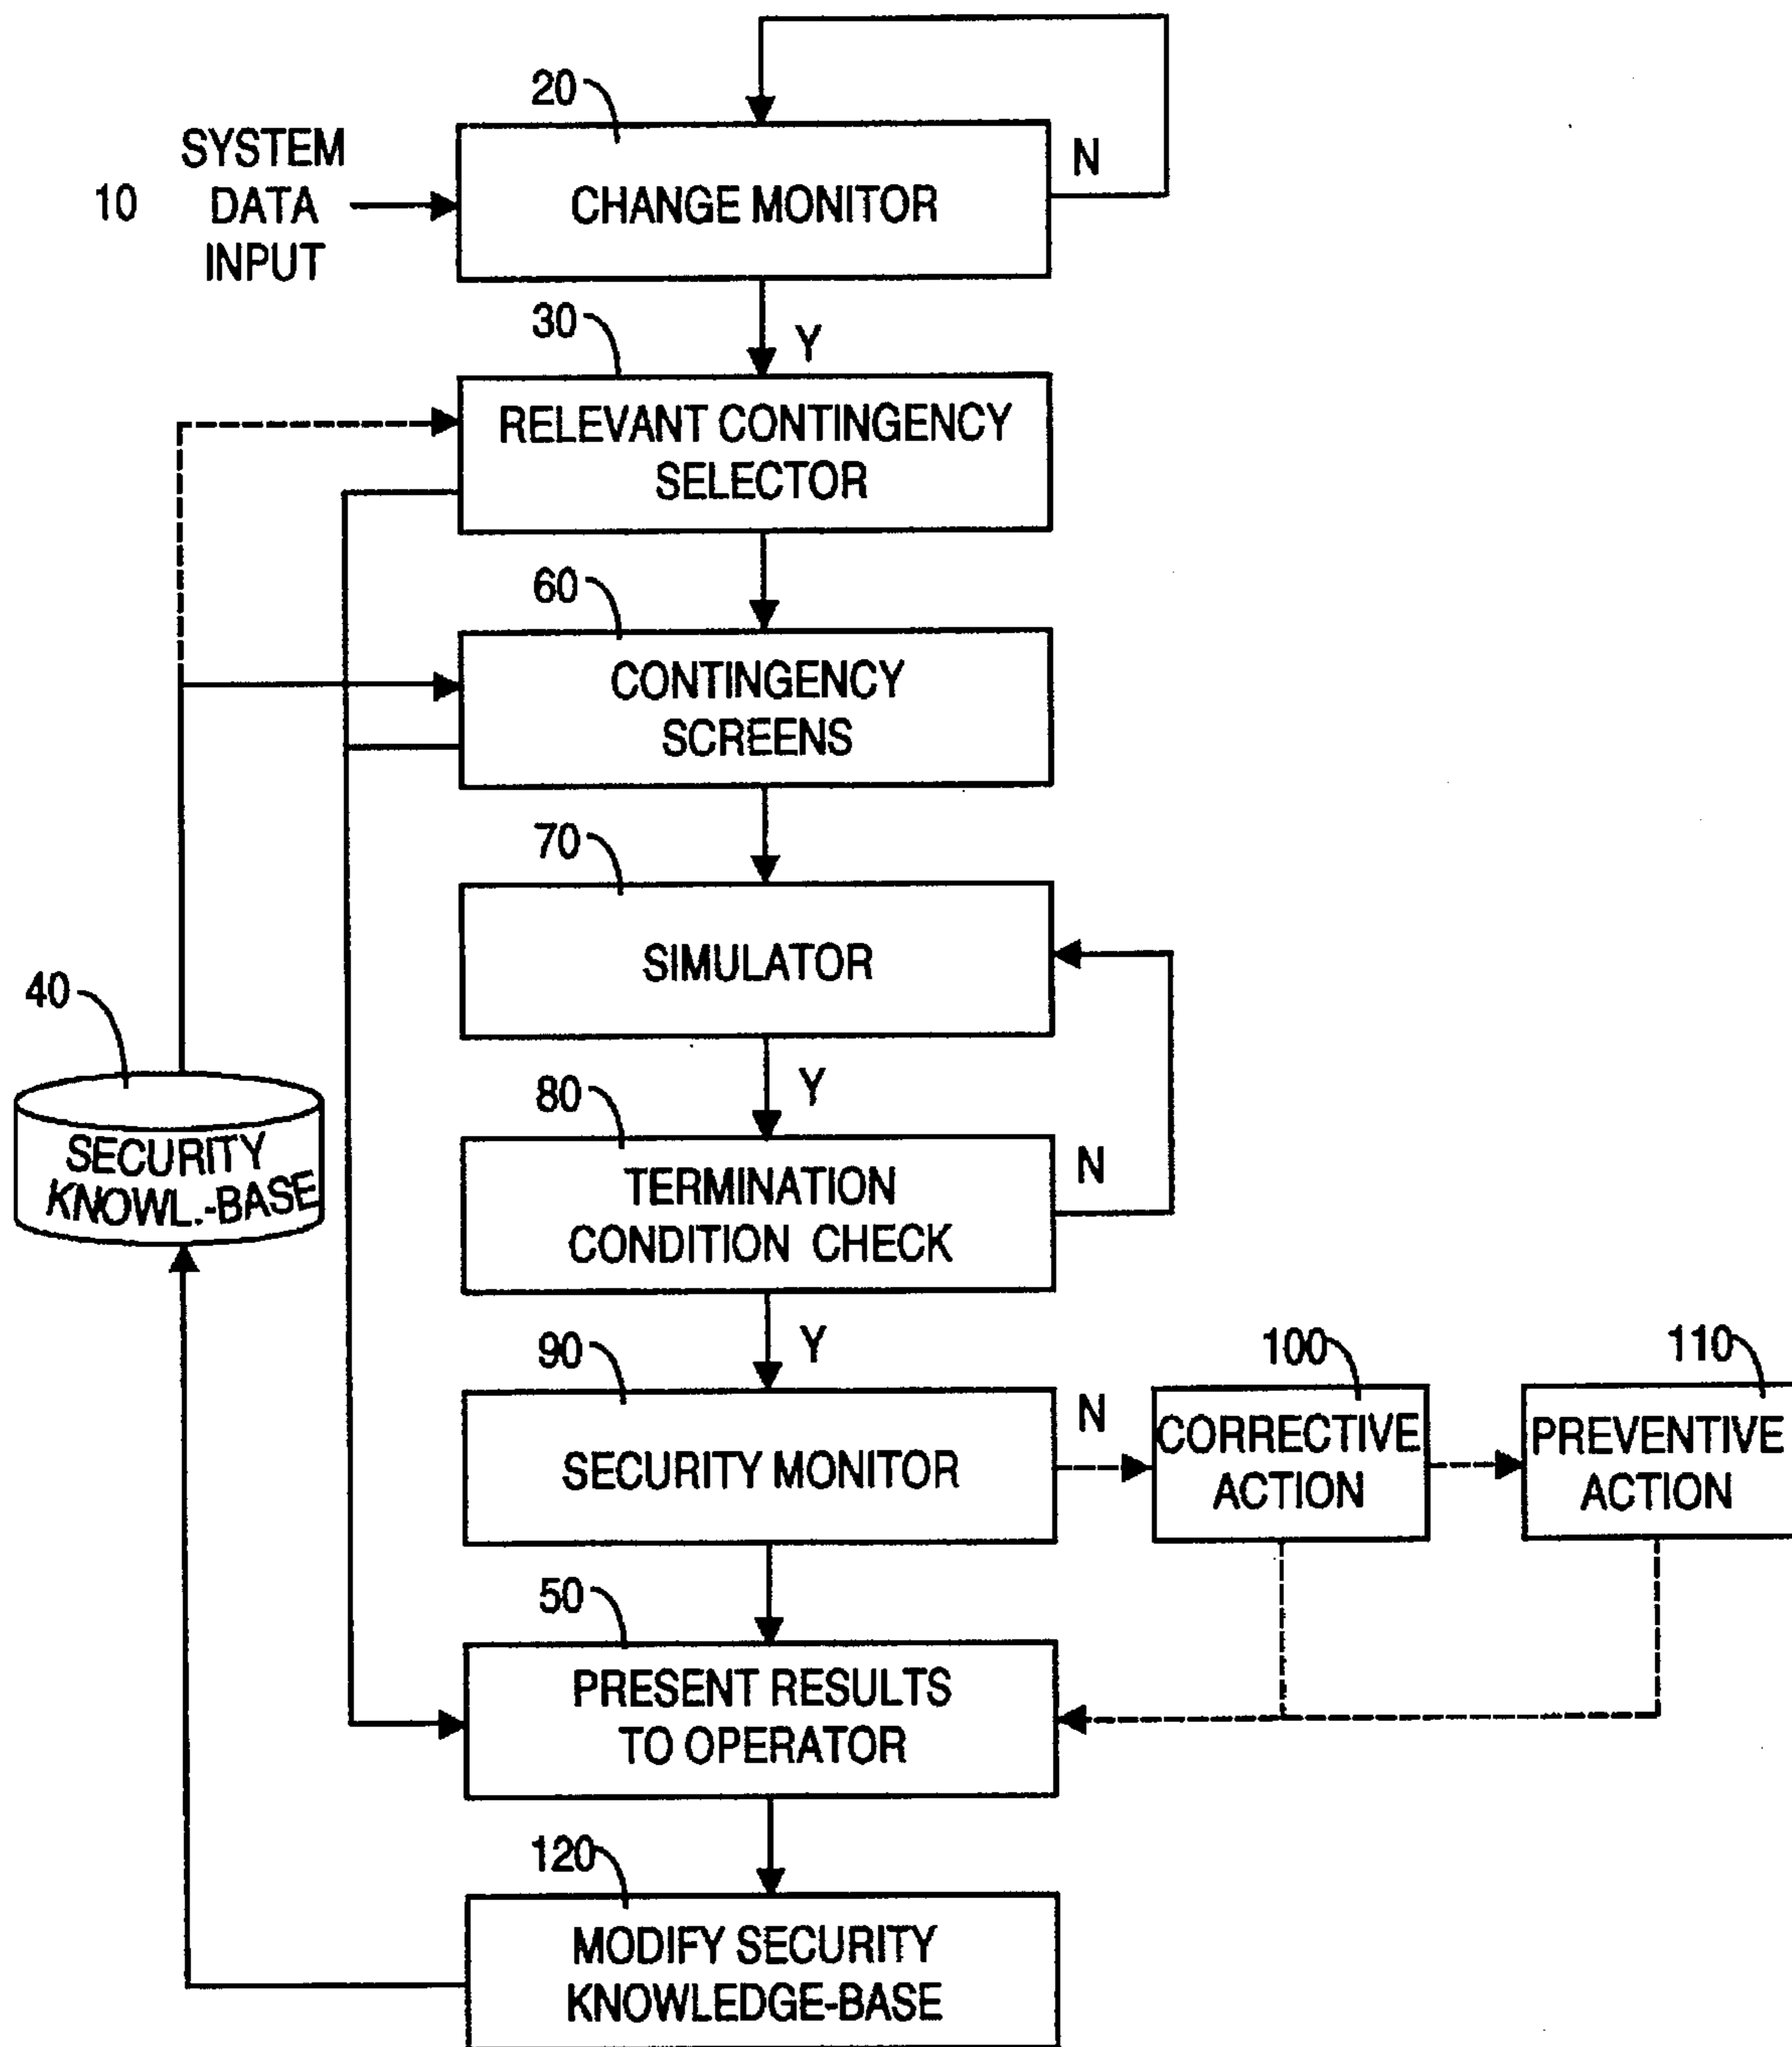 20
SYSTEM
DATA
INPUT
10
CHANGE MONITOR
N
30
Y
RELEVANT CONTINGENCY
SELECTOR
60
CONTINGENCY
SCREENS
70
SIMULATOR
40
SECURITY
KNOWL.-BASE
80
Y
TERMINATION
CONDITION CHECK
N
90
Y
SECURITY MONITOR
N
100
CORRECTIVE
ACTION
110
PREVENTIVE
ACTION
50
PRESENT RESULTS
TO OPERATOR
120
MODIFY SECURITY
KNOWLEDGE-BASE